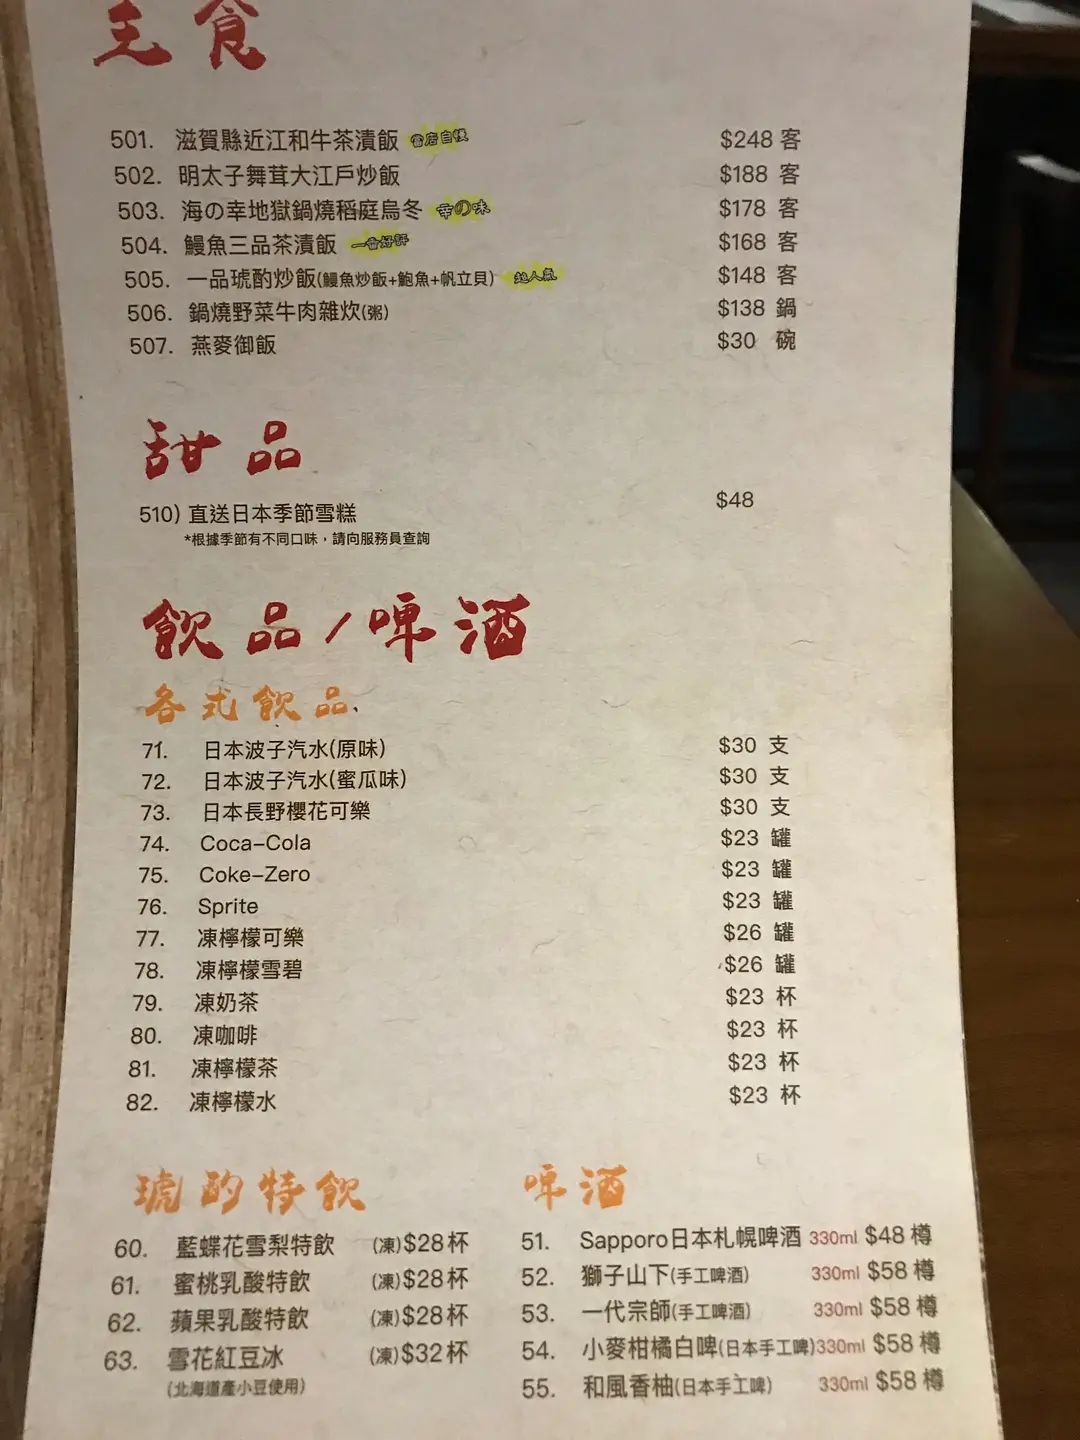 主食
501. 滋賀縣近江和牛茶漬飯 當店自慢 $248 客
502. 明太子舞茸大江戶炒飯 $188 客
503. 海の幸地獄鍋燒稻庭烏冬 幸の味 $178 客
504. 鰻魚三品茶漬飯 一番好評 $168 客
505. 一品琥酌炒飯(鰻魚炒飯+鮑魚+帆立貝) 超人氣 $148 客
506. 鍋燒野菜牛肉雜炊(粥) $138 鍋
507. 燕麥御飯 $30 碗
甜品
510) 直送日本季節雪糕 $48
*根據季節有不同口味，請向服務員查詢
飲品/啤酒
各式飲品
71. 日本波子汽水(原味) $30 支
72. 日本波子汽水(蜜瓜味) $30 支
73. 日本長野櫻花可樂 $30 支
74. Coca-Cola $23 罐
75. Coke-Zero $23 罐
76. Sprite $23 罐
77. 凍檸檬可樂 $26 罐
78. 凍檸檬雪碧 $26 罐
79. 凍奶茶 $23 杯
80. 凍咖啡 $23 杯
81. 凍檸檬茶 $23 杯
82. 凍檸檬水 $23 杯
琥酌特飲
60. 藍蝶花雪梨特飲 (凍)$28杯
61. 蜜桃乳酸特飲 (凍)$28杯
62. 蘋果乳酸特飲 (凍)$28杯
63. 雪花紅豆冰 (凍)$32杯
(北海道產小豆使用)
啤酒
51. Sapporo日本札幌啤酒 330ml $48 樽
52. 獅子山下(手工啤酒) 330ml $58 樽
53. 一代宗師(手工啤酒) 330ml $58 樽
54. 小麥柑橘白啤(日本手工啤)330ml $58 樽
55. 和風香柚(日本手工啤) 330ml $58 樽